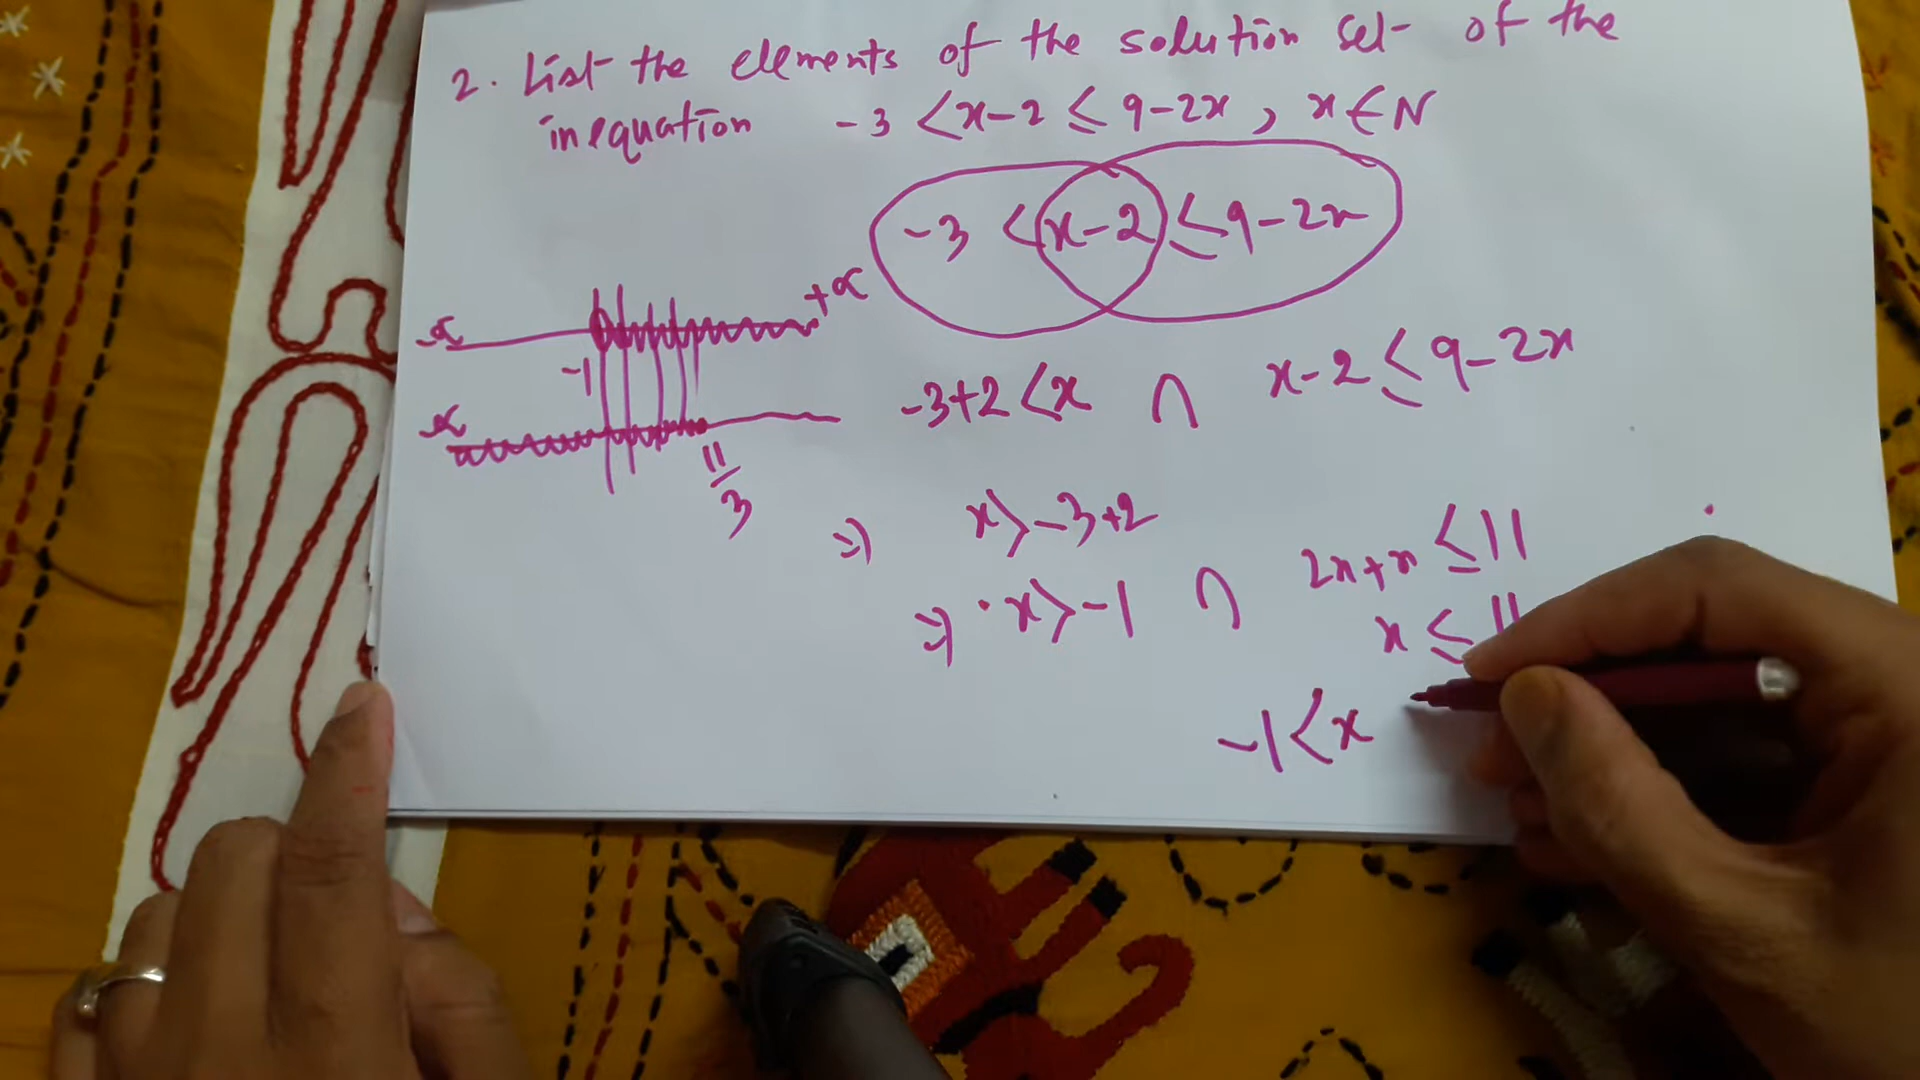 2. List the elements of the solution set of the
inequation -3 < x-2 ≤ 9-2x, x ∈ N
-3 < x-2 ≤ 9-2x
-∝ +∝
-1
-∝
11/3
-3+2 < x ∩ x-2 ≤ 9-2x
⇒ x > -3+2
2x+x ≤ 11
⇒ x > -1 ∩ x ≤ 11
-1 < x